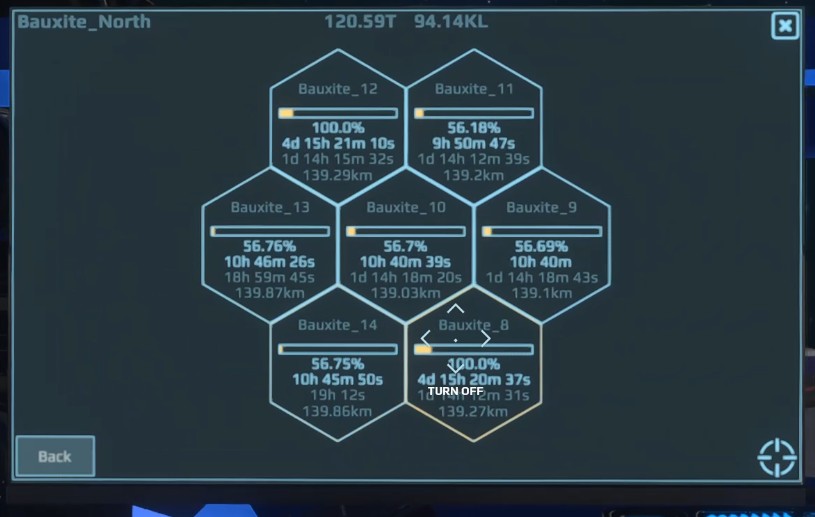 Bauxite_North 120.59T 94.14KL
Bauxite_12
100.0%
4d 15h 21m 10s
1d 14h 15m 32s
139.29km
Bauxite_11
56.18%
9h 50m 47s
1d 14h 12m 39s
139.2km
Bauxite_13
56.76%
10h 46m 26s
18h 59m 45s
139.87km
Bauxite_10
56.7%
10h 40m 39s
1d 14h 18m 20s
139.03km
Bauxite_9
56.69%
10h 40m
1d 14h 18m 43s
139.1km
Bauxite_14
56.75%
10h 45m 50s
19h 12s
139.86km
Bauxite_8
100.0%
4d 15h 20m 37s
TURN OFF
1d 14h 12m 31s
139.27km
Back